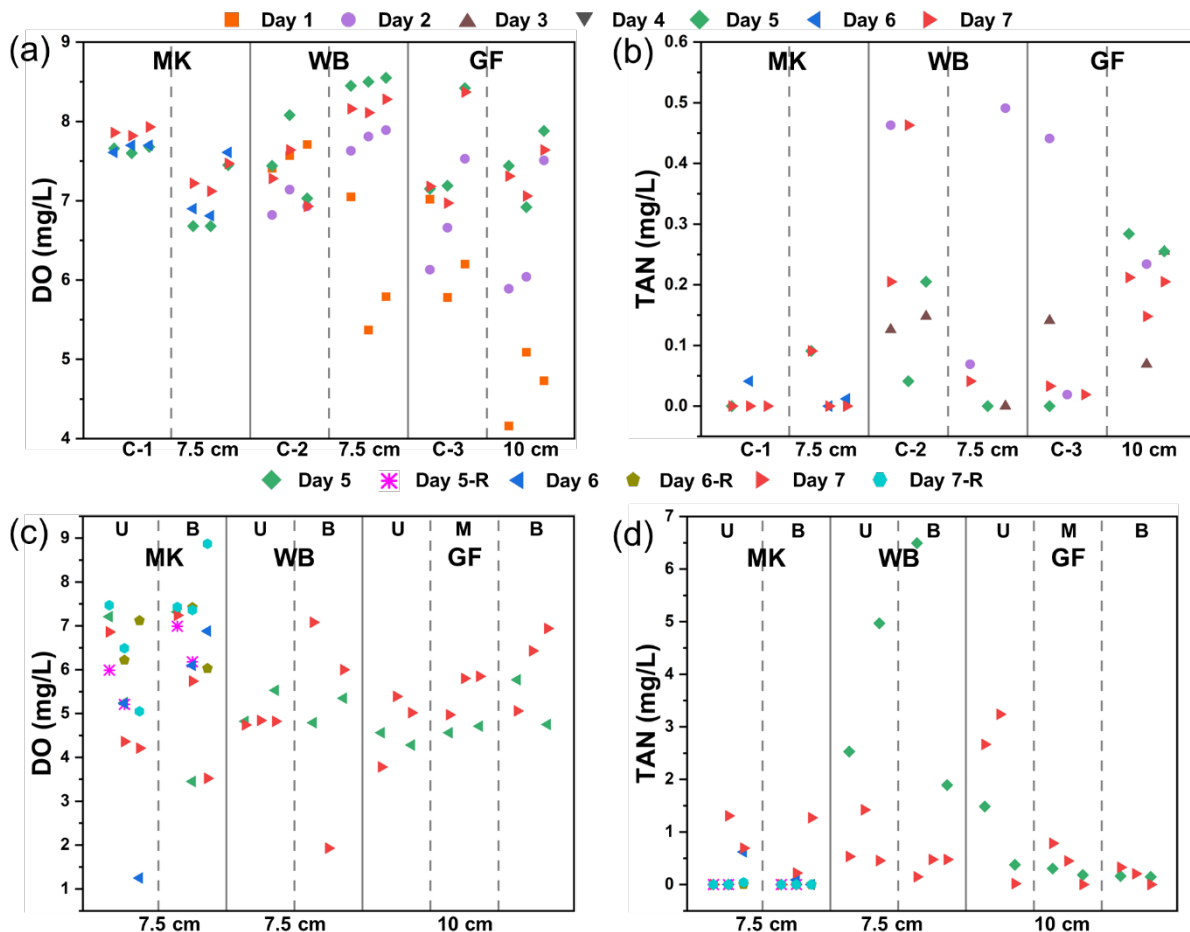 Day 1 Day 2 Day 3 Day 4 Day 5 Day 6 Day 7
(a)
MK WB GF
DO (mg/L)
9
8
7
6
5
4
C-1 7.5 cm C-2 7.5 cm C-3 10 cm
(b)
MK WB GF
TAN (mg/L)
0.6
0.5
0.4
0.3
0.2
0.1
0.0
C-1 7.5 cm C-2 7.5 cm C-3 10 cm
Day 5 Day 5-R Day 6 Day 6-R Day 7 Day 7-R
(c)
U B U B U M B
MK WB GF
DO (mg/L)
9
8
7
6
5
4
3
2
1
7.5 cm 7.5 cm 10 cm
(d)
U B U B U M B
MK WB GF
TAN (mg/L)
7
6
5
4
3
2
1
0
7.5 cm 7.5 cm 10 cm